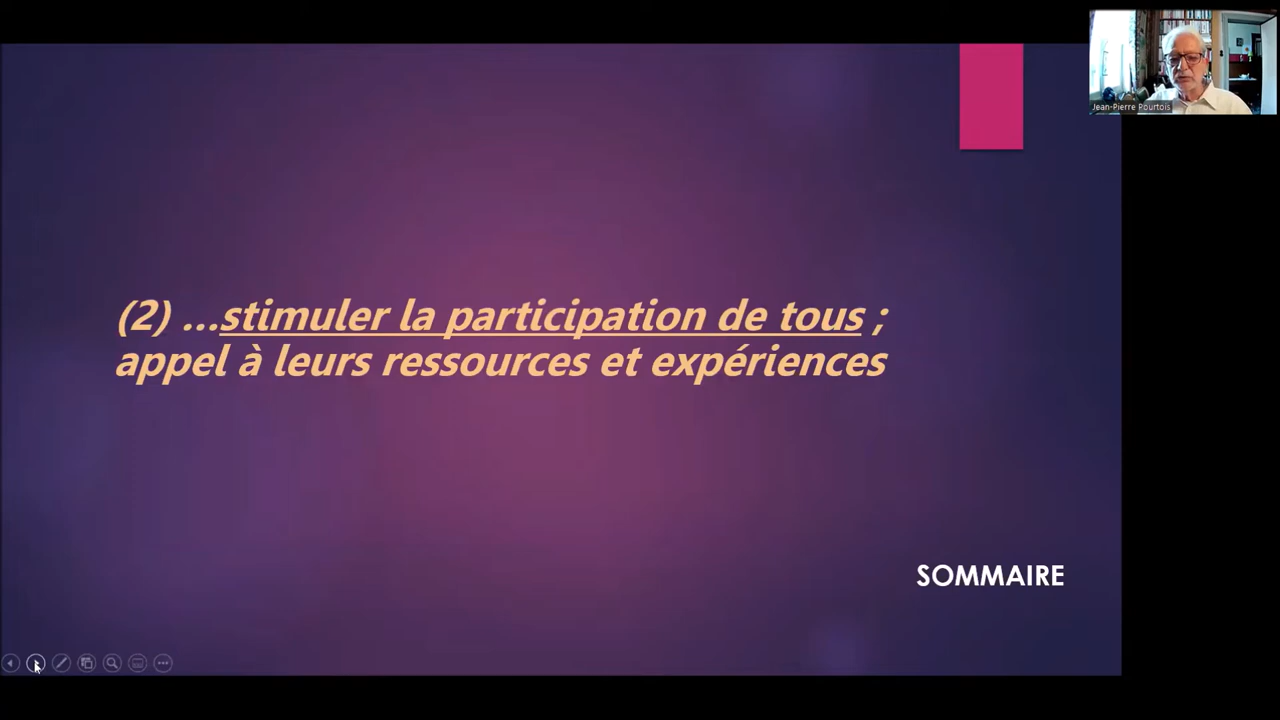 Jean-Pierre Pourtois
(2) ...stimuler la participation de tous ;
appel à leurs ressources et expériences
SOMMAIRE